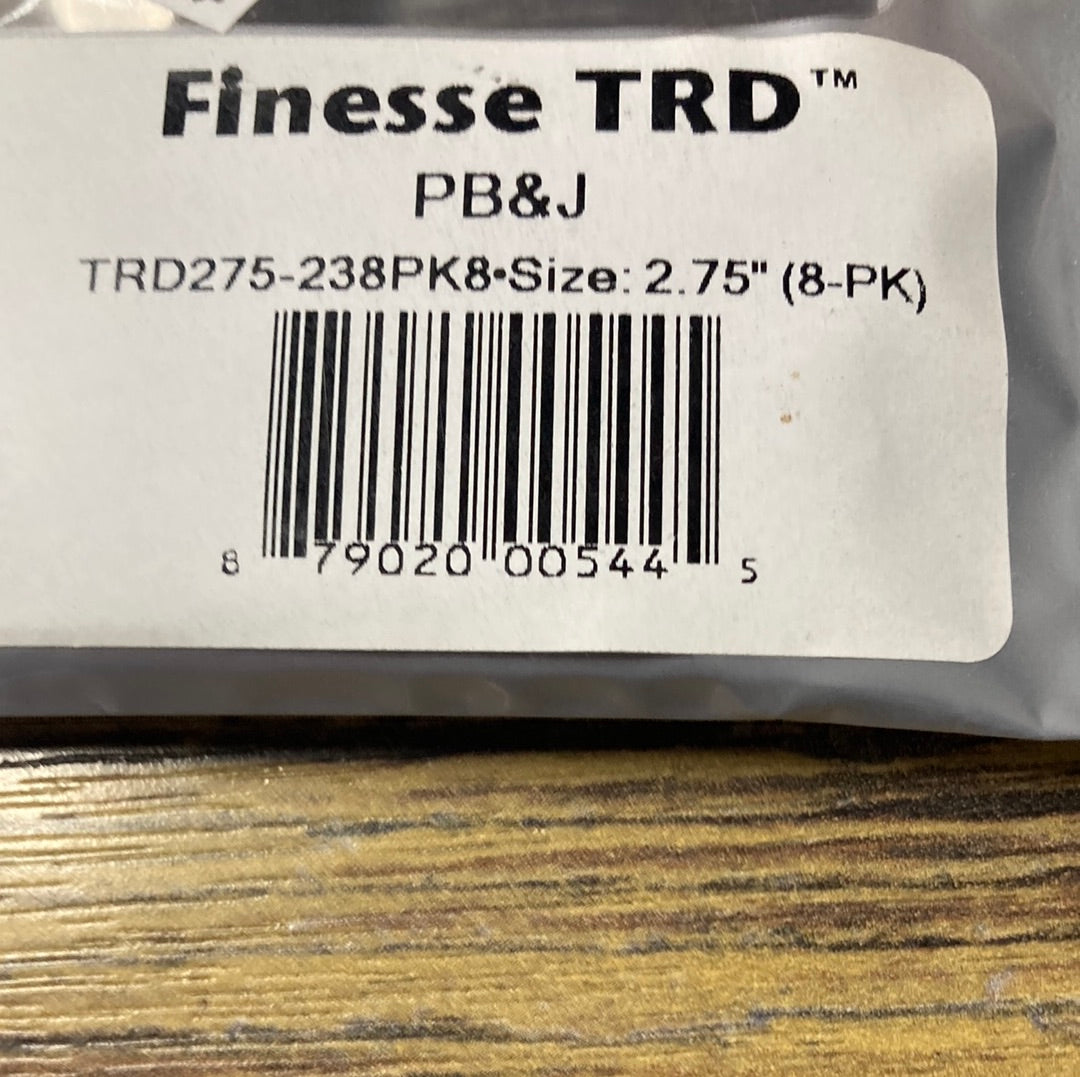 Finesse TRD™
PB&J
TRD275-238PK8•Size: 2.75" (8-PK)
8 79020 00544 5